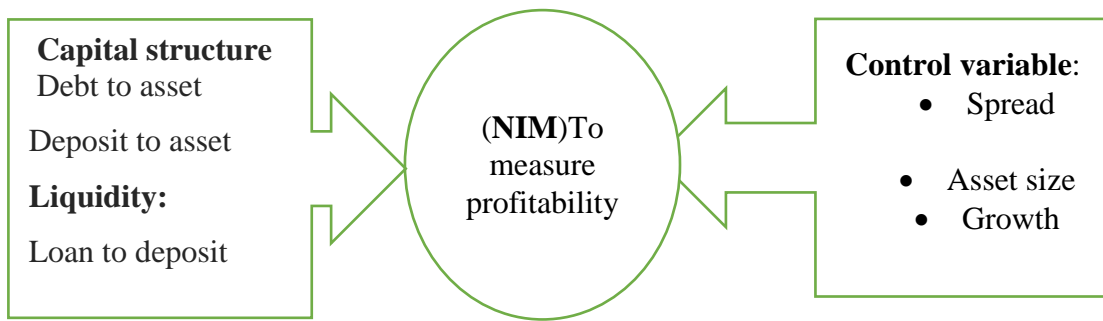 Capital structure
Debt to asset
Deposit to asset
Liquidity:
Loan to deposit
(NIM)To
measure
profitability
Control variable:
• Spread
• Asset size
• Growth